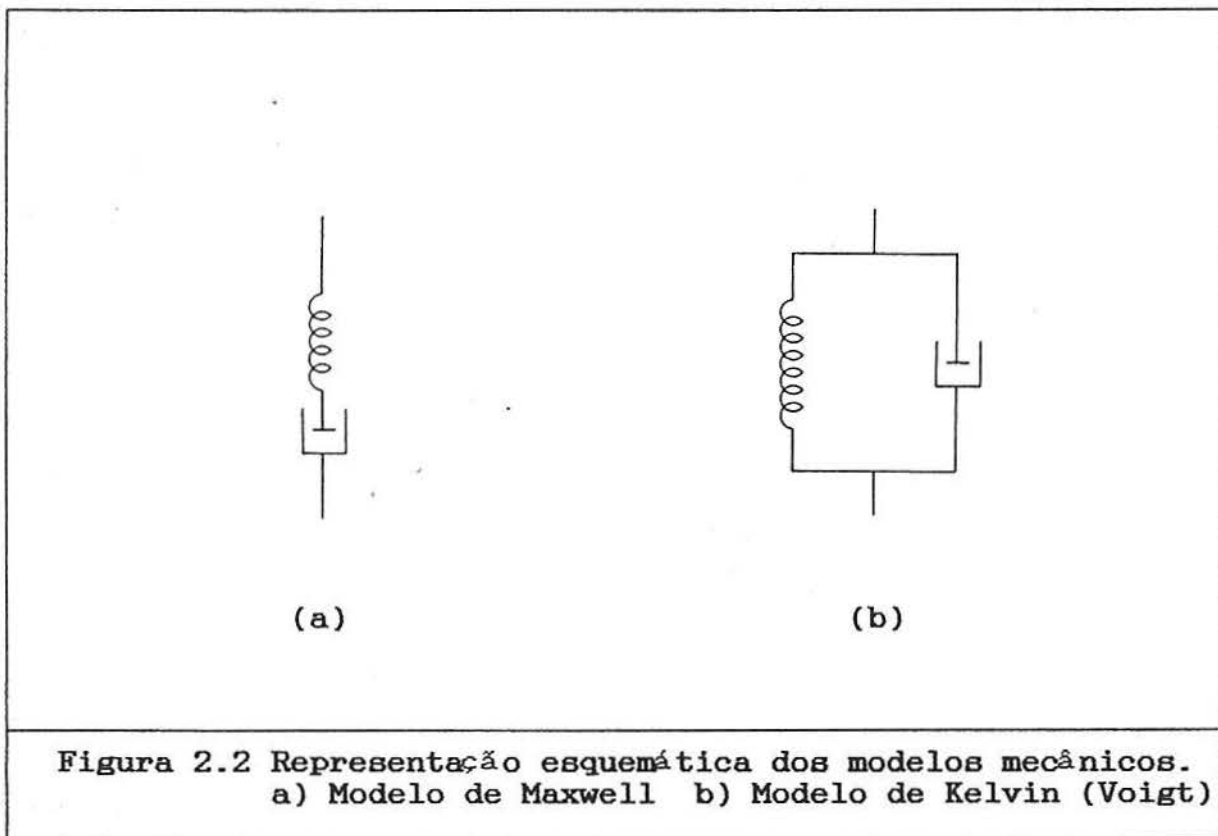 (a) (b)
Figura 2.2 Representação esquemática dos modelos mecânicos.
a) Modelo de Maxwell b) Modelo de Kelvin (Voigt)